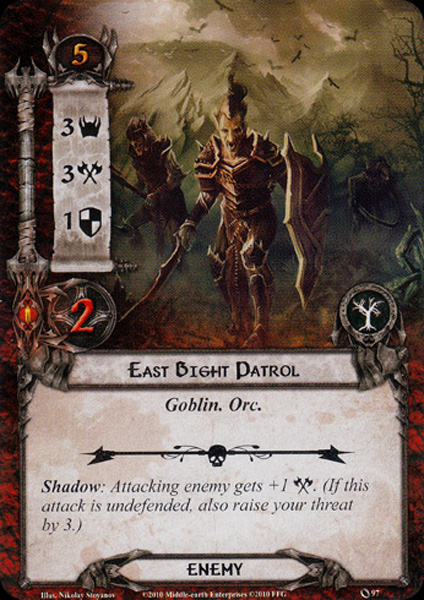 5
3
3
1
2
East Bight Patrol
Goblin. Orc.
Shadow: Attacking enemy gets +1 . (If this
attack is undefended, also raise your threat
by 3.)
ENEMY
Illus. Nikolay Stoyanov ©2010 Middle-earth Enterprises ©2010 FFG 97